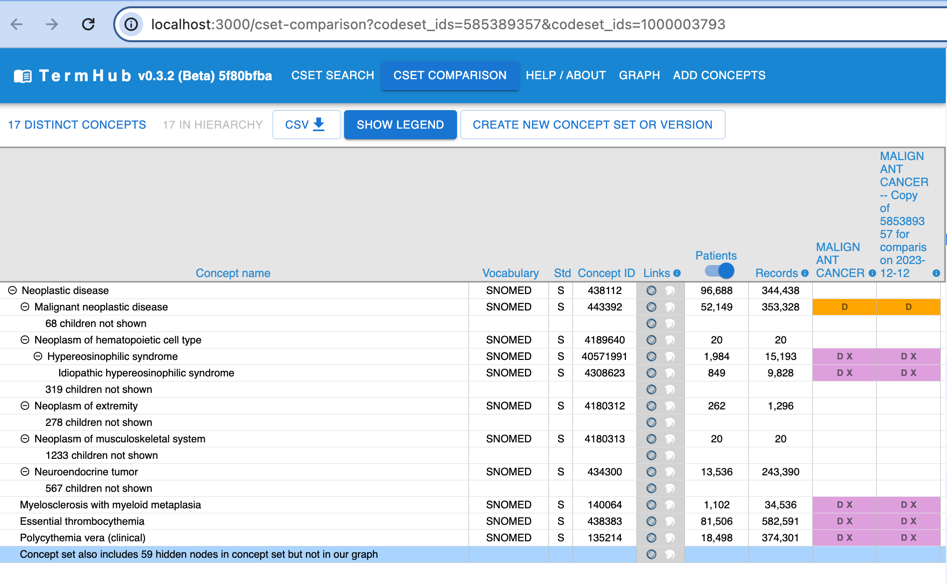 localhost:3000/cset-comparison?codeset_ids=585389357&codeset_ids=1000003793
TermHub v0.3.2 (Beta) 5f80bfba CSET SEARCH CSET COMPARISON HELP / ABOUT GRAPH ADD CONCEPTS
17 DISTINCT CONCEPTS 17 IN HIERARCHY CSV SHOW LEGEND CREATE NEW CONCEPT SET OR VERSION
MALIGN
ANT
CANCER
-- Copy
of
5853893
57 for
comparis
on 2023-
12-12
MALIGN
ANT
CANCER
Patients
Concept name Vocabulary Std Concept ID Links Records
Neoplastic disease SNOMED S 438112 96,688 344,438
Malignant neoplastic disease SNOMED S 443392 52,149 353,328 D D
68 children not shown
Neoplasm of hematopoietic cell type SNOMED S 4189640 20 20
Hypereosinophilic syndrome SNOMED S 40571991 1,984 15,193 D X D X
Idiopathic hypereosinophilic syndrome SNOMED S 4308623 849 9,828 D X D X
319 children not shown
Neoplasm of extremity SNOMED S 4180312 262 1,296
278 children not shown
Neoplasm of musculoskeletal system SNOMED S 4180313 20 20
1233 children not shown
Neuroendocrine tumor SNOMED S 434300 13,536 243,390
567 children not shown
Myelosclerosis with myeloid metaplasia SNOMED S 140064 1,102 34,536 D X D X
Essential thrombocythemia SNOMED S 438383 81,506 582,591 D X D X
Polycythemia vera (clinical) SNOMED S 135214 18,498 374,301 D X D X
Concept set also includes 59 hidden nodes in concept set but not in our graph